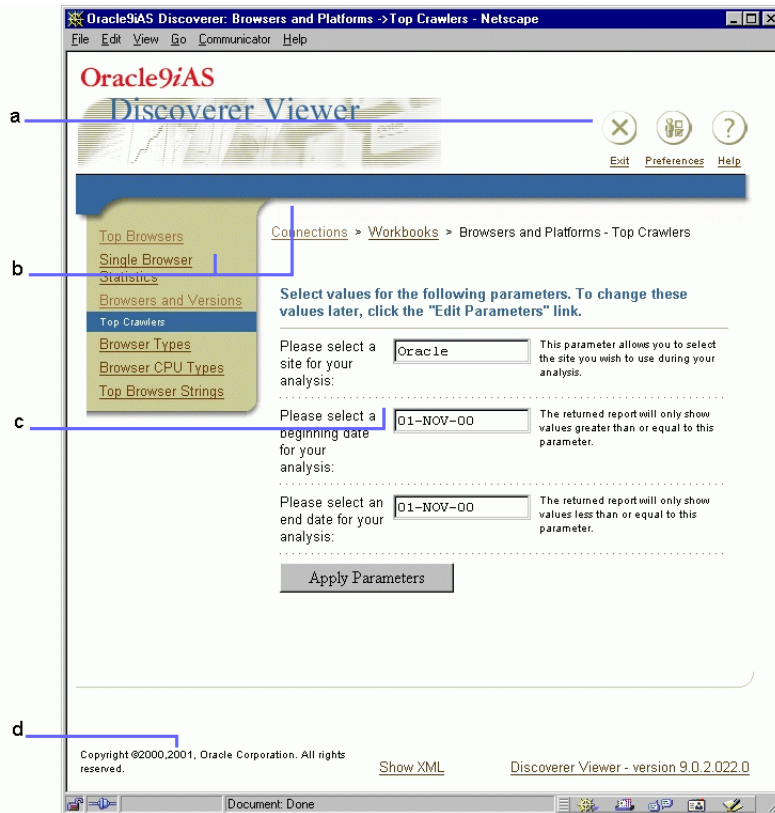 Oracle9iAS Discoverer: Browsers and Platforms ->Top Crawlers - Netscape
File Edit View Go Communicator Help
Oracle9iAS
Discoverer Viewer
a
Exit Preferences Help
Top Browsers
Single Browser
Statistics
Browsers and Versions
Top Crawlers
Browser Types
Browser CPU Types
Top Browser Strings
b
Connections > Workbooks > Browsers and Platforms - Top Crawlers
Select values for the following parameters. To change these
values later, click the "Edit Parameters" link.
Please select a
site for your
analysis:
Oracle
This parameter allows you to select
the site you wish to use during your
analysis.
c
Please select a
beginning date
for your
analysis:
01-NOV-00
The returned report will only show
values greater than or equal to this
parameter.
Please select an
end date for your
analysis:
01-NOV-00
The returned report will only show
values less than or equal to this
parameter.
Apply Parameters
d
Copyright ©2000,2001, Oracle Corporation. All rights
reserved.
Show XML
Discoverer Viewer - version 9.0.2.022.0
Document: Done